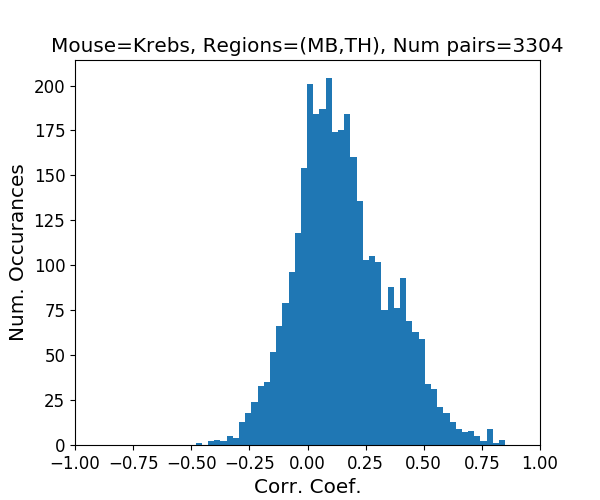 Mouse=Krebs, Regions=(MB,TH), Num pairs=3304
Num. Occurances
200
175
150
125
100
75
50
25
0
−1.00 −0.75 −0.50 −0.25 0.00 0.25 0.50 0.75 1.00
Corr. Coef.